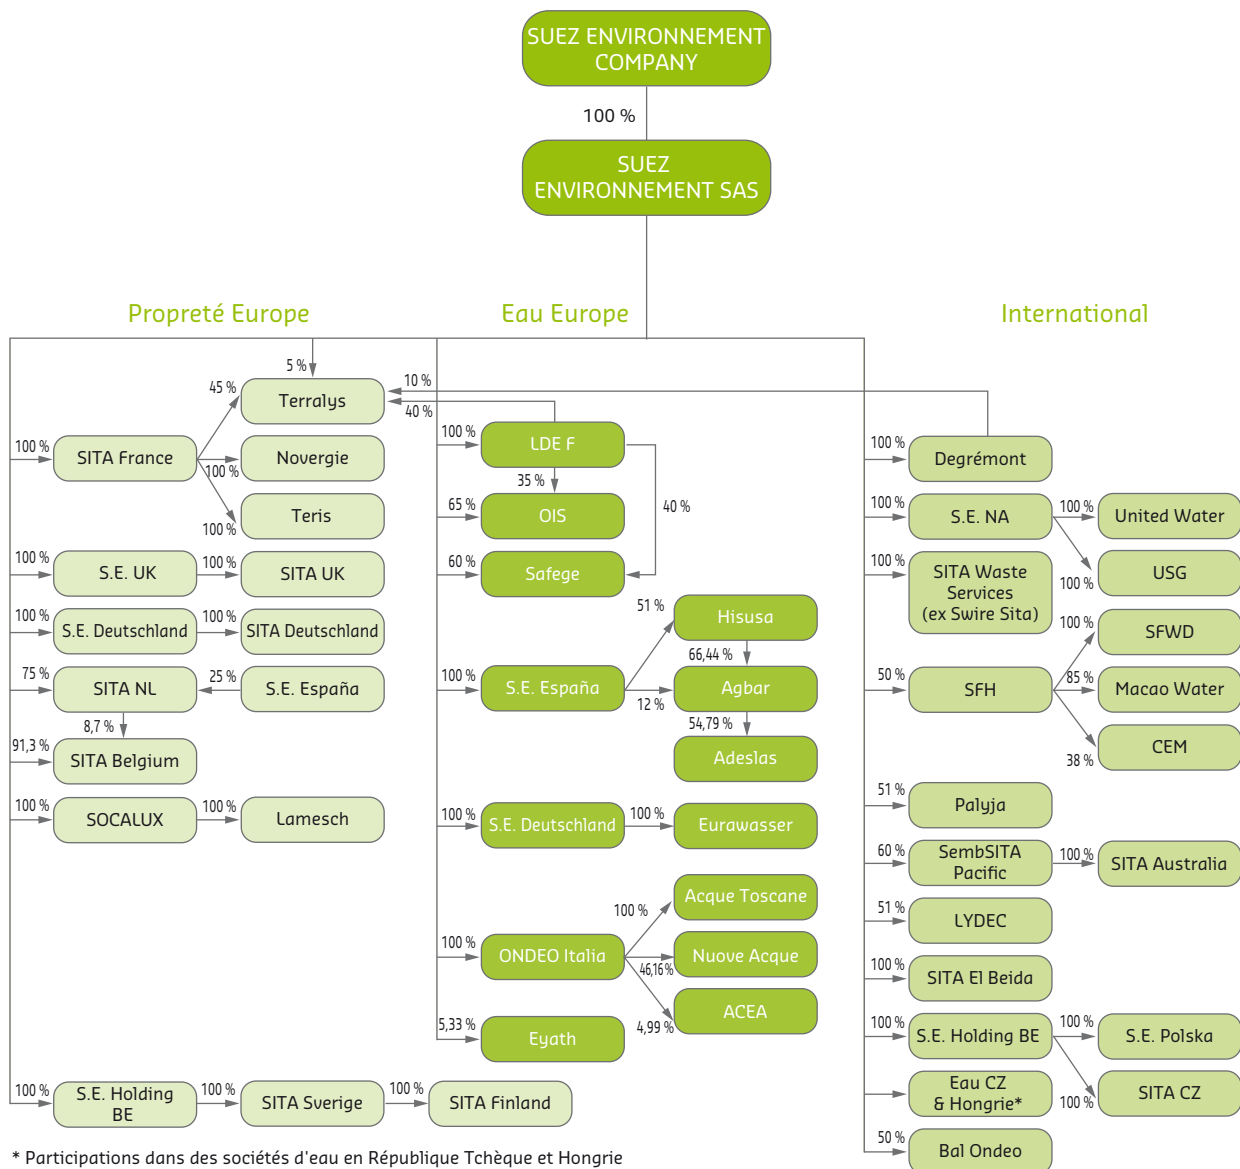 SUEZ ENVIRONNEMENT
COMPANY
100 %
SUEZ
ENVIRONNEMENT SAS
Propreté Europe
Eau Europe
International
5 %
45 %
Terralys
10 %
40 %
100 %
SITA France
100 %
Novergie
100 %
Teris
100 %
S.E. UK
100 %
SITA UK
100 %
S.E. Deutschland
100 %
SITA Deutschland
75 %
SITA NL
25 %
S.E. España
8,7 %
91,3 %
SITA Belgium
100 %
SOCALUX
100 %
Lamesch
100 %
S.E. Holding
BE
100 %
SITA Sverige
100 %
SITA Finland
100 %
LDE F
35 %
40 %
65 %
OIS
60 %
Safege
51 %
Hisusa
66,44 %
100 %
S.E. España
12 %
Agbar
54,79 %
Adeslas
100 %
S.E. Deutschland
100 %
Eurawasser
100 %
ONDEO Italia
100 %
Acque Toscane
46,16 %
Nuove Acque
4,99 %
ACEA
5,33 %
Eyath
100 %
Degrémont
100 %
S.E. NA
100 %
United Water
100 %
USG
100 %
SITA Waste
Services
(ex Swire Sita)
100 %
SFWD
50 %
SFH
85 %
Macao Water
38 %
CEM
51 %
Palyja
60 %
SembSITA
Pacific
100 %
SITA Australia
51 %
LYDEC
100 %
SITA El Beida
100 %
S.E. Holding BE
100 %
S.E. Polska
100 %
SITA CZ
Eau CZ
& Hongrie*
50 %
Bal Ondeo
* Participations dans des sociétés d'eau en République Tchèque et Hongrie